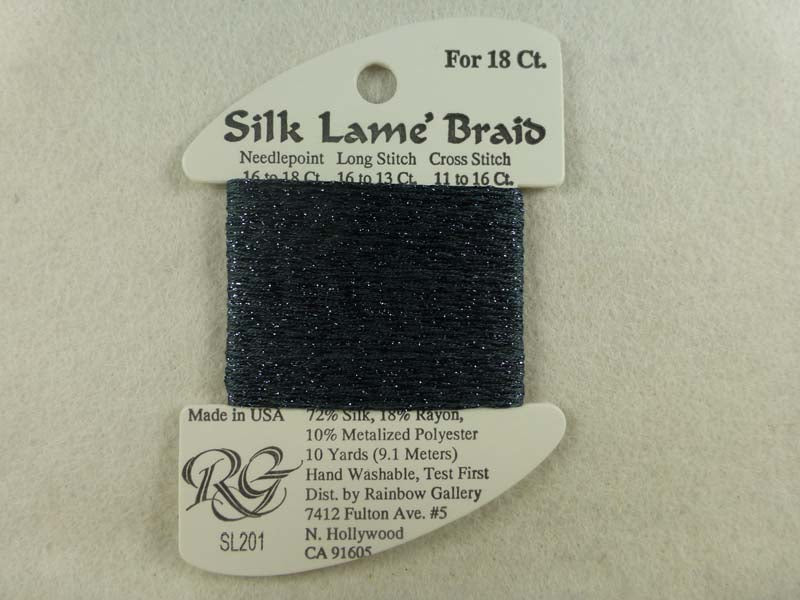 For 18 Ct.
Silk Lame' Braid
Needlepoint Long Stitch Cross Stitch
16 to 18 Ct. 16 to 13 Ct. 11 to 16 Ct.
Made in USA 72% Silk, 18% Rayon,
10% Metalized Polyester
10 Yards (9.1 Meters)
Hand Washable, Test First
RG
Dist. by Rainbow Gallery
7412 Fulton Ave. #5
SL201
N. Hollywood
CA 91605